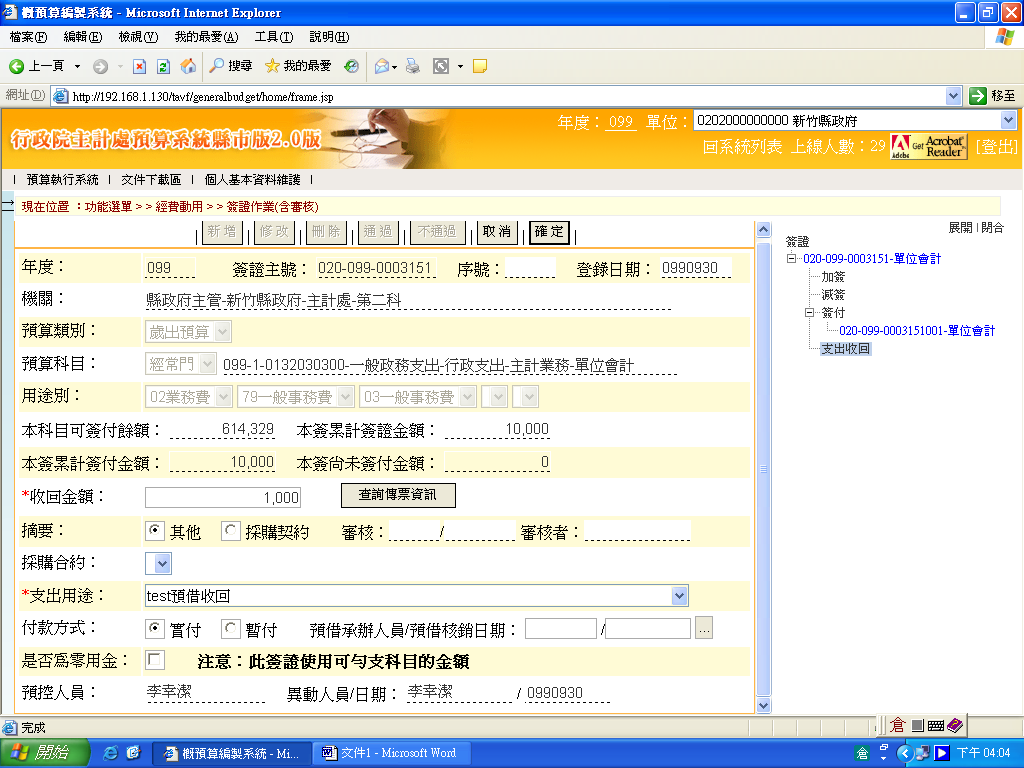 概預算編製系統 - Microsoft Internet Explorer
檔案(F) 編輯(E) 檢視(V) 我的最愛(A) 工具(T) 說明(H)
上一頁 搜尋 我的最愛
網址(D) http://192.168.1.130/tavf/generalbudget/home/frame.jsp 移至
行政院主計處預算系統縣市版2.0版
年度：099 單位：0202000000000 新竹縣政府
回系統列表 上線人數：29 Adobe Get Acrobat Reader [登出]
| 預算執行系統 | 文件下載區 | 個人基本資料維護 |
現在位置 ：功能選單>>經費動用>>簽證作業(含審核)
新增 | 修改 | 刪除 | 通過 | 不通過 | 取消 | 確定
年度： 099 簽證主號： 020-099-0003151 序號： 登錄日期： 0990930
機關： 縣政府主管-新竹縣政府-主計處-第二科
預算類別： 歲出預算
預算科目： 經常門 099-1-0132030300-一般政務支出-行政支出-主計業務-單位會計
用途別： 02業務費 79一般事務費 03一般事務費
本科目可簽付餘額： 614,329 本簽累計簽證金額： 10,000
本簽累計簽付金額： 10,000 本簽尚未簽付金額： 0
*收回金額： 1,000 查詢傳票資訊
摘要： 其他 採購契約 審核： / 審核者：
採購合約：
*支出用途： test預借收回
付款方式： 實付 暫付 預借承辦人員/預借核銷日期： / ...
是否為零用金： 注意：此簽證使用可勻支科目的金額
預控人員： 李幸潔 異動人員/日期： 李幸潔 / 0990930
展開 | 閉合
簽證
020-099-0003151-單位會計
加簽
減簽
簽付
020-099-0003151001-單位會計
支出收回
完成
倉
開始 概預算編製系統 - Mi... 文件1 - Microsoft Word 倉 下午 04:04